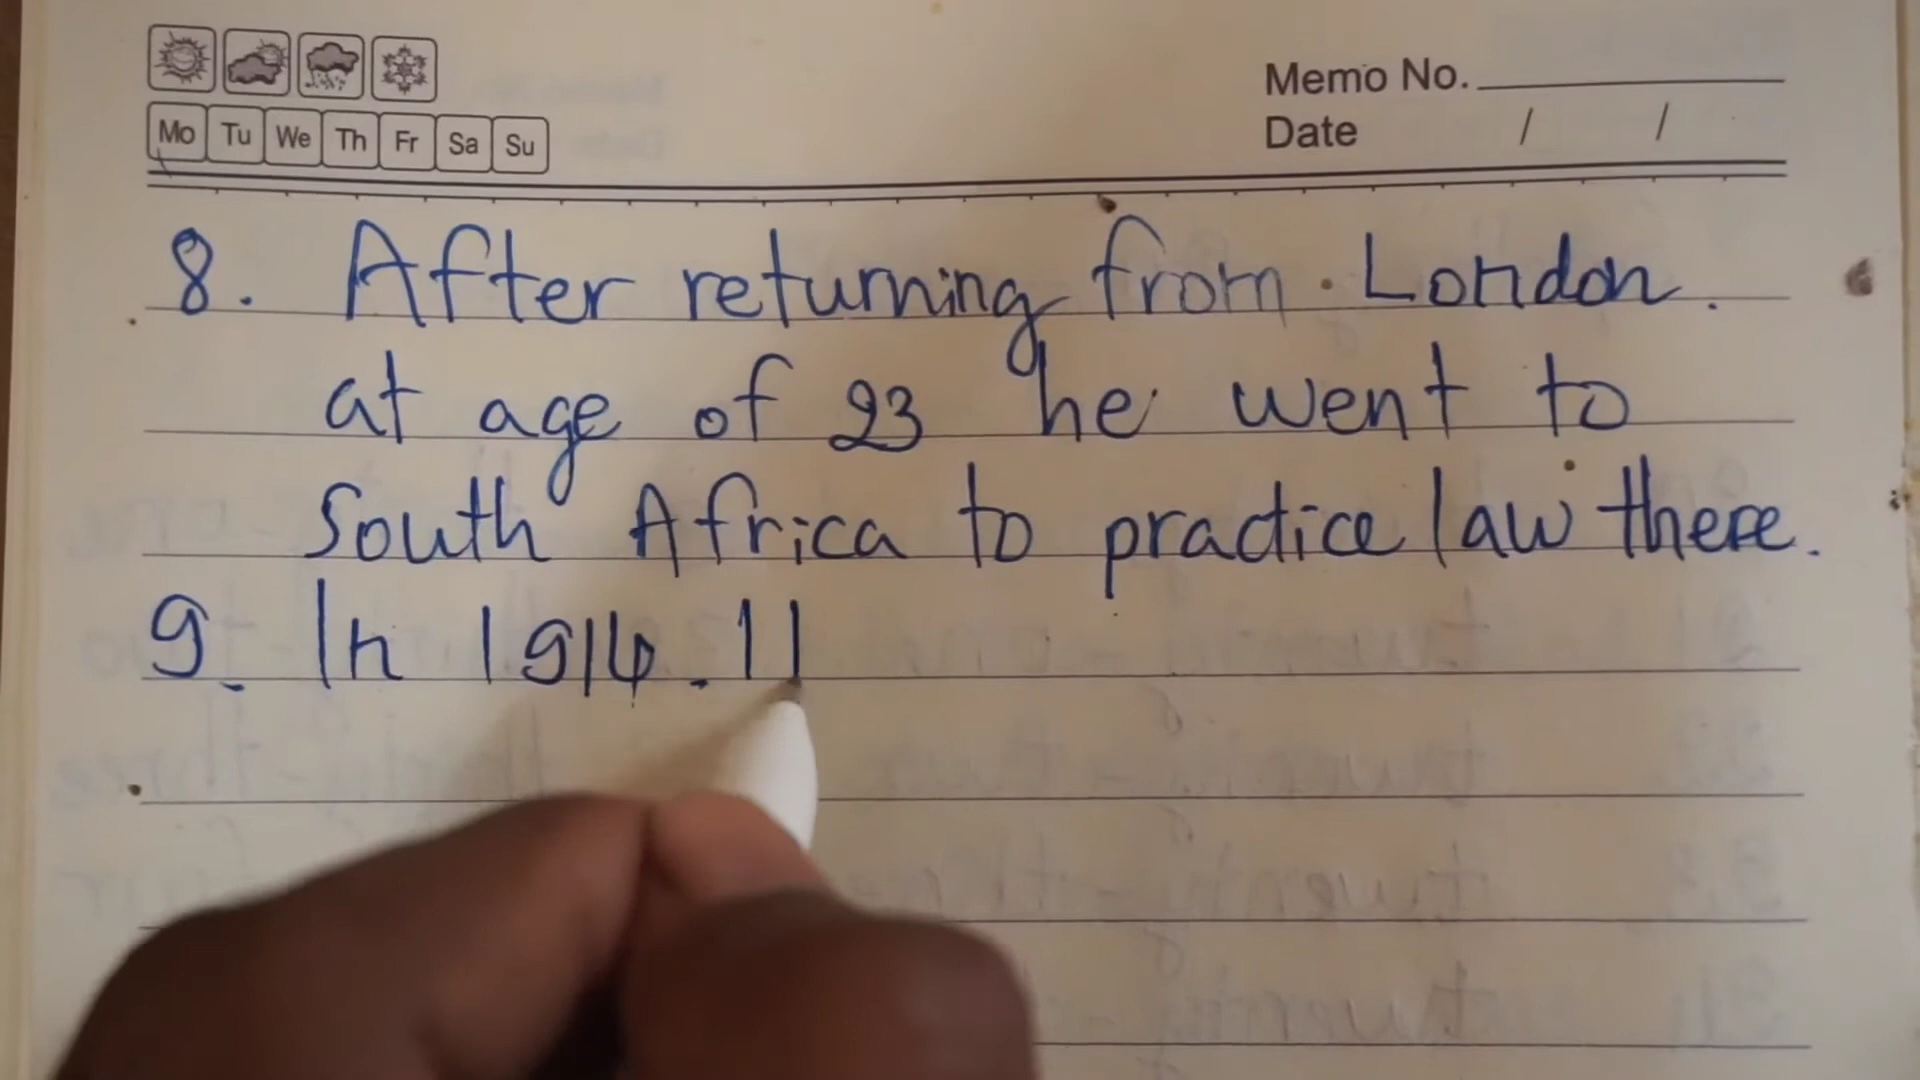 Memo No.
Date / /
Mo Tu We Th Fr Sa Su
8. After returning from London.
at age of 23 he went to
South Africa to practice law there.
9. In 1914. 11